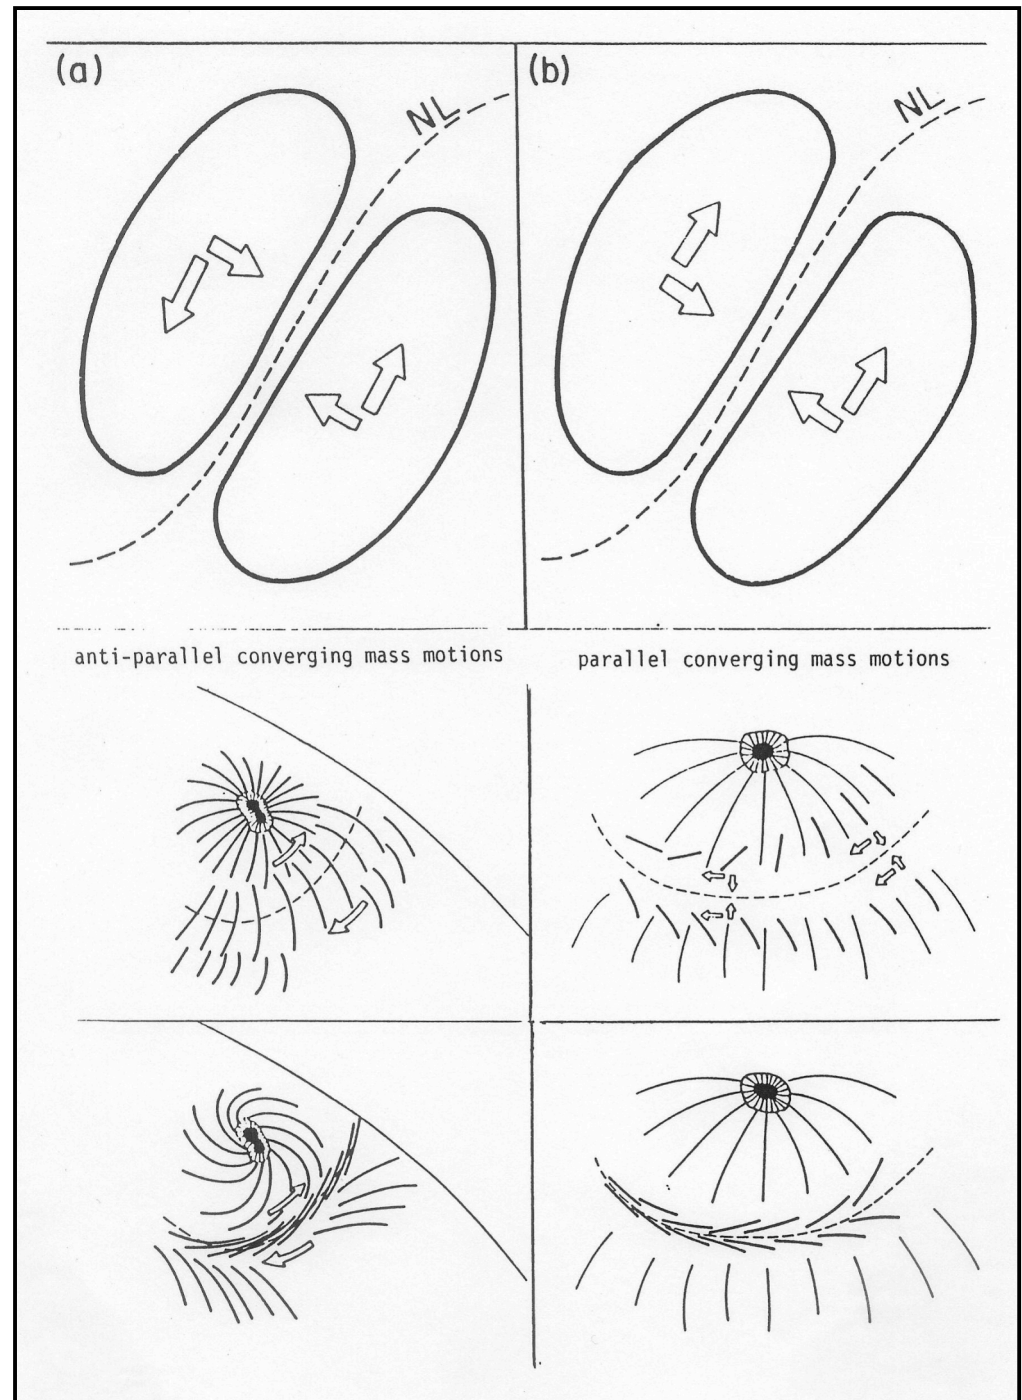 (a)
NL
(b)
NL
anti-parallel converging mass motions
parallel converging mass motions